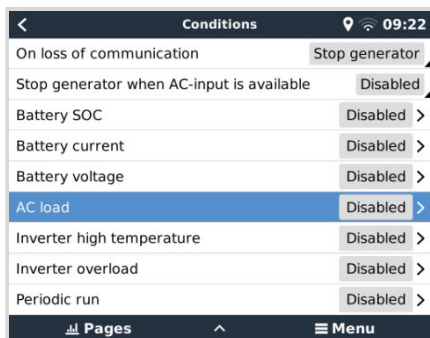 Conditions 09:22
On loss of communication Stop generator
Stop generator when AC-input is available Disabled
Battery SOC Disabled
Battery current Disabled
Battery voltage Disabled
AC load Disabled
Inverter high temperature Disabled
Inverter overload Disabled
Periodic run Disabled
Pages Menu